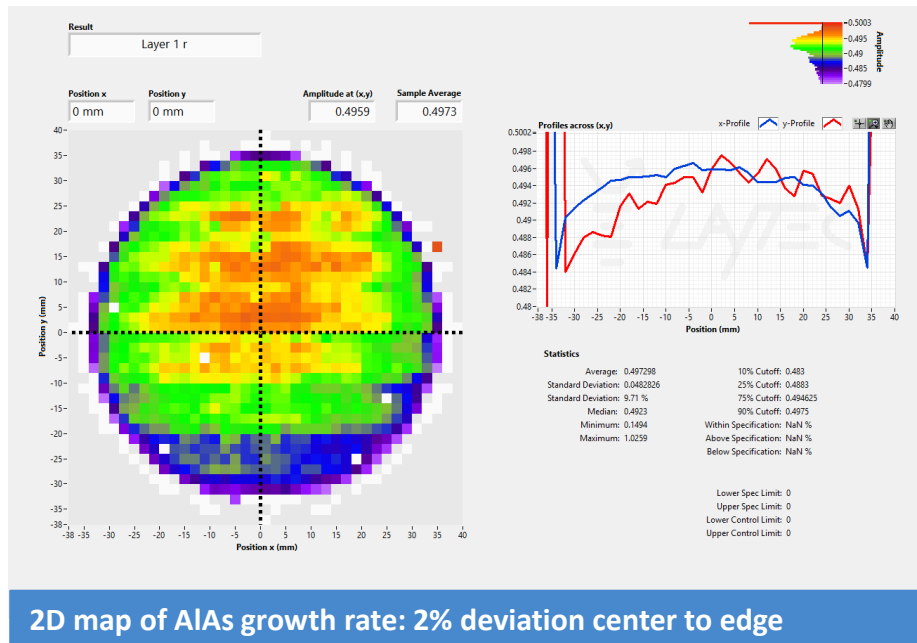 Result
Layer 1 r
Position x
Position y
Amplitude at (x,y)
Sample Average
0 mm
0 mm
0.4959
0.4973
0.5003
0.495
0.49
0.485
0.4799
Amplitude
40
35
30
25
20
15
10
5
0
-5
-10
-15
-20
-25
-30
-35
-38
Position y (mm)
-38 -35 -30 -25 -20 -15 -10 -5 0 5 10 15 20 25 30 35 40
Position x (mm)
Profiles across (x,y)
x-Profile
y-Profile
0.5002
0.498
0.496
0.494
0.492
0.49
0.488
0.486
0.484
0.48
-38 -35 -30 -25 -20 -15 -10 -5 0 5 10 15 20 25 30 35 40
Position (mm)
Statistics
Average: 0.497298
10% Cutoff: 0.483
Standard Deviation: 0.0482826
25% Cutoff: 0.4883
Standard Deviation: 9.71 %
75% Cutoff: 0.494625
Median: 0.4923
90% Cutoff: 0.4975
Minimum: 0.1494
Within Specification: NaN %
Maximum: 1.0259
Above Specification: NaN %
Below Specification: NaN %
Lower Spec Limit: 0
Upper Spec Limit: 0
Lower Control Limit: 0
Upper Control Limit: 0
2D map of AlAs growth rate: 2% deviation center to edge